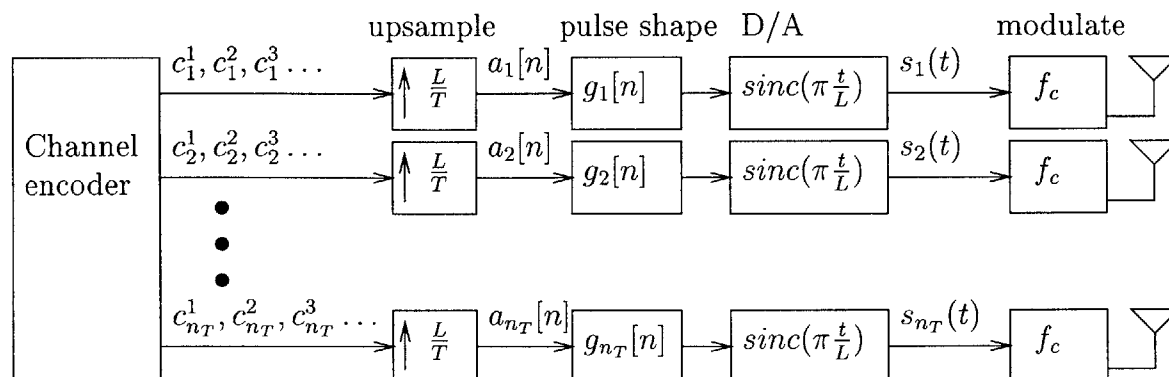 upsample pulse shape D/A modulate
c_1^1, c_1^2, c_1^3 ... ↑ L/T a_1[n] g_1[n] sinc(π t/L) s_1(t) f_c
Channel encoder
c_2^1, c_2^2, c_2^3 ... ↑ L/T a_2[n] g_2[n] sinc(π t/L) s_2(t) f_c
c_{n_T}^1, c_{n_T}^2, c_{n_T}^3 ... ↑ L/T a_{n_T}[n] g_{n_T}[n] sinc(π t/L) s_{n_T}(t) f_c